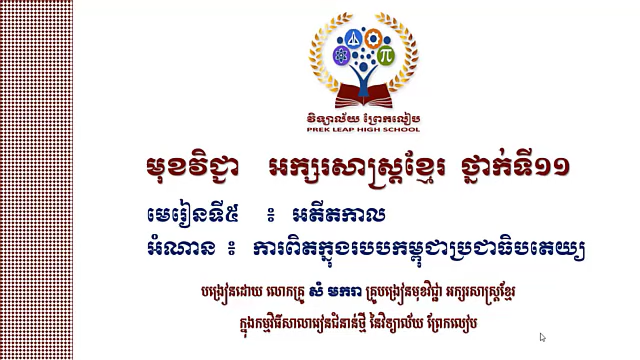 វិទ្យាល័យ ព្រែកលៀប
PREK LEAP HIGH SCHOOL
មុខវិជ្ជា អក្សរសាស្ត្រខ្មែរ ថ្នាក់ទី១១
មេរៀនទី៥ ៖ អតីតកាល
អំណាន ៖ ការពិតក្នុងរបបកម្ពុជាប្រជាធិបតេយ្យ
បង្រៀនដោយ លោកគ្រូ សំ មករា គ្រូបង្រៀនមុខវិជ្ជា អក្សរសាស្ត្រខ្មែរ
ក្នុងកម្មវិធីសាលារៀនជំនាន់ថ្មី នៃវិទ្យាល័យ ព្រែកលៀប